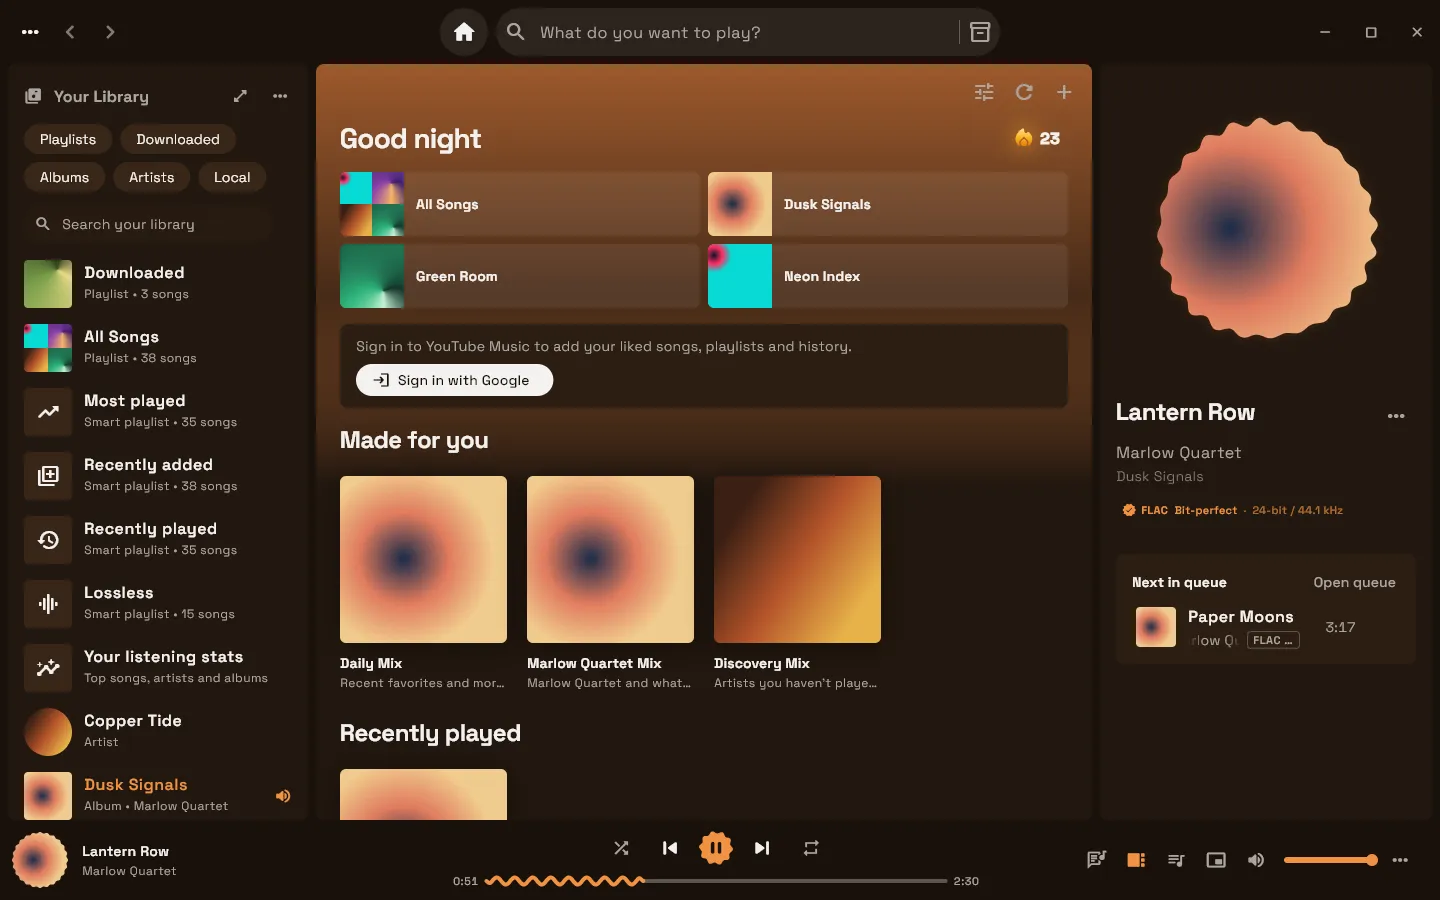 What do you want to play?
Your Library
Playlists
Downloaded
Albums
Artists
Local
Search your library
Downloaded
Playlist • 3 songs
All Songs
Playlist • 38 songs
Most played
Smart playlist • 35 songs
Recently added
Smart playlist • 38 songs
Recently played
Smart playlist • 35 songs
Lossless
Smart playlist • 15 songs
Your listening stats
Top songs, artists and albums
Copper Tide
Artist
Dusk Signals
Album • Marlow Quartet
Good night
23
All Songs
Dusk Signals
Green Room
Neon Index
Sign in to YouTube Music to add your liked songs, playlists and history.
Sign in with Google
Made for you
Daily Mix
Recent favorites and mor...
Marlow Quartet Mix
Marlow Quartet and what...
Discovery Mix
Artists you haven't playe...
Recently played
Lantern Row
Marlow Quartet
Dusk Signals
FLAC Bit-perfect · 24-bit / 44.1 kHz
Next in queue
Open queue
Paper Moons
FLAC ...
3:17
Lantern Row
Marlow Quartet
0:51
2:30